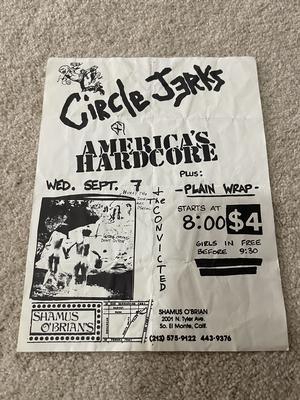 Circle Jerks
&
AMERICA'S
HARDCORE
WED. SEPT. 7
PLUS:
-PLAIN WRAP-
& The CONVICTED
STARTS AT
8:00 $4
GIRLS IN FREE
BEFORE 9:30
SHAMUS
O'BRIAN'S
SHAMUS O'BRIAN
2001 N. Tyler Ave.
So. El Monte, Calif.
(213) 575-9122 443-9376